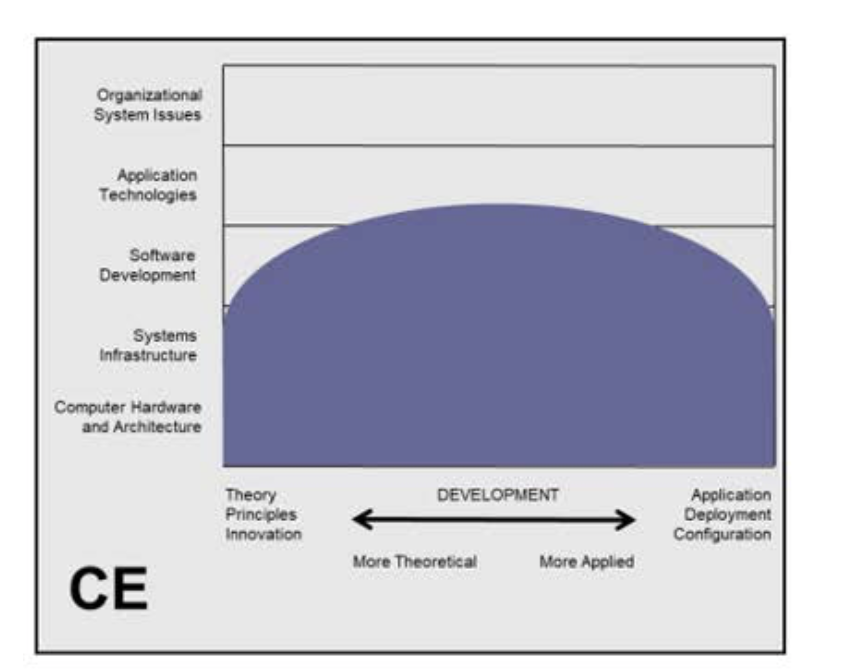 Organizational
System Issues
Application
Technologies
Software
Development
Systems
Infrastructure
Computer Hardware
and Architecture
Theory
Principles
Innovation
DEVELOPMENT
Application
Deployment
Configuration
More Theoretical
More Applied
CE